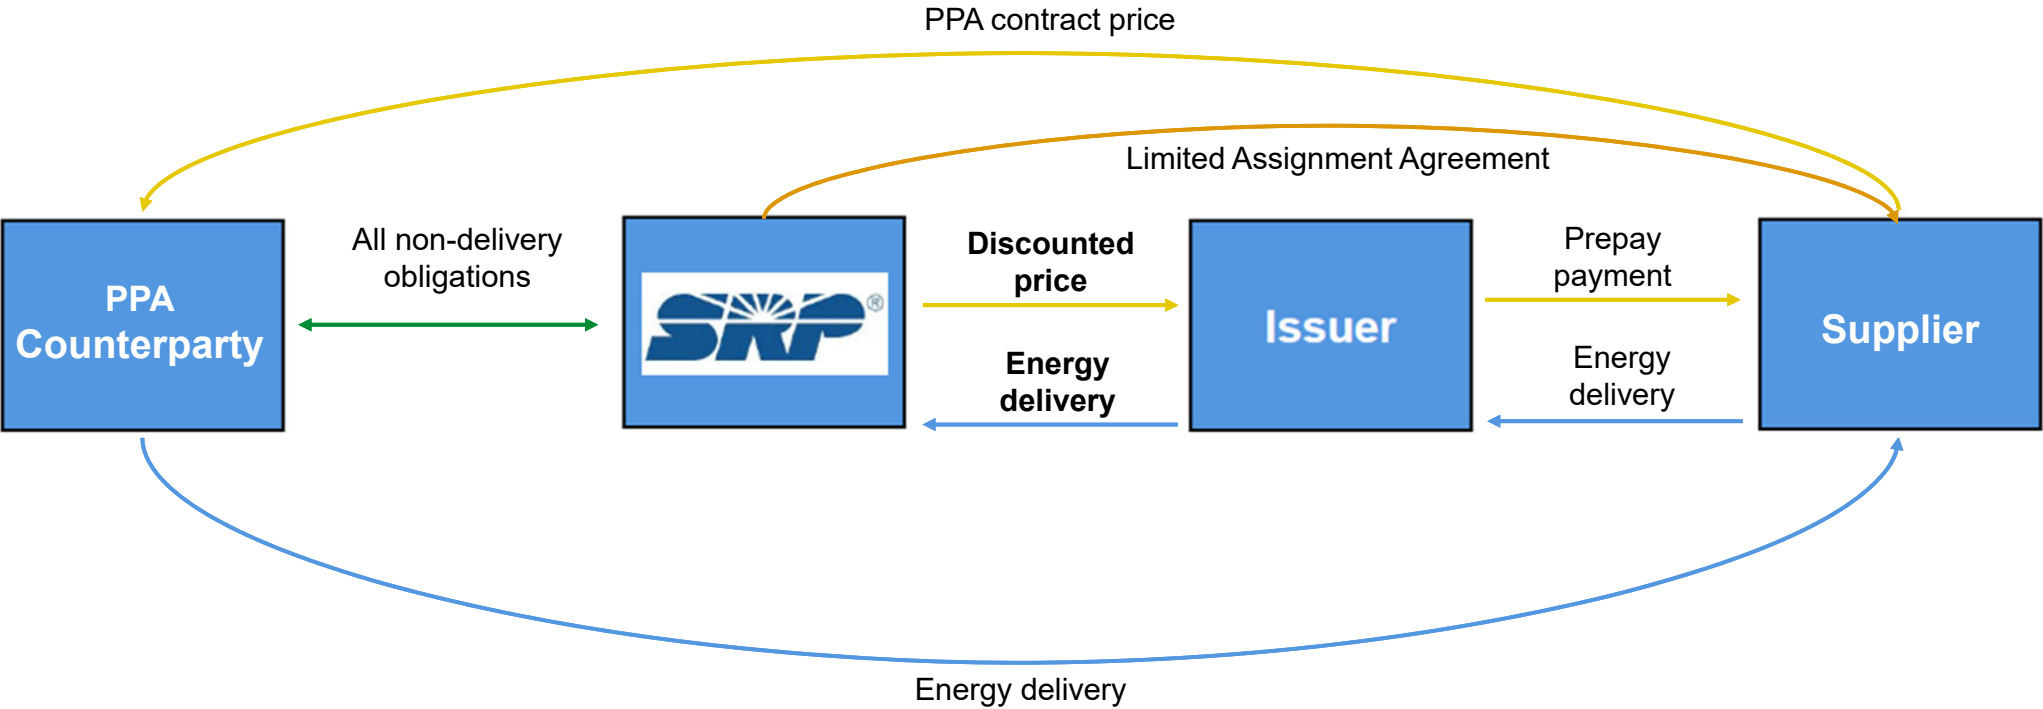 PPA contract price
Limited Assignment Agreement
All non-delivery
obligations
Discounted
price
Prepay
payment
PPA
Counterparty
SRP®
Issuer
Supplier
Energy
delivery
Energy
delivery
Energy delivery